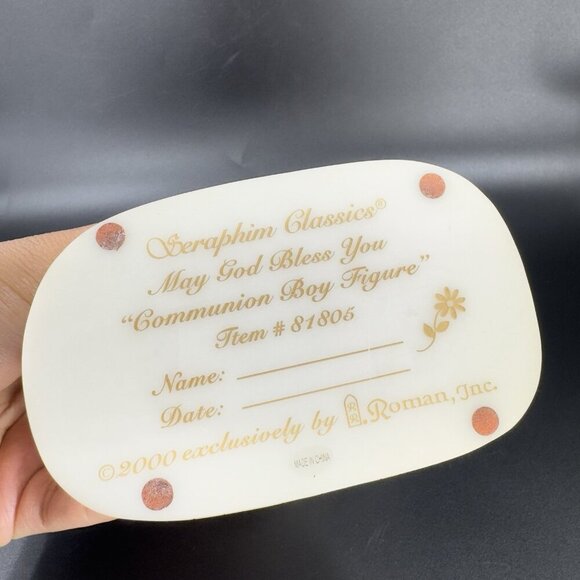 Seraphim Classics®
May God Bless You
“Communion Boy Figure”
Item # 81805
Name:
Date:
©2000 exclusively by Roman, Inc.
MADE IN CHINA